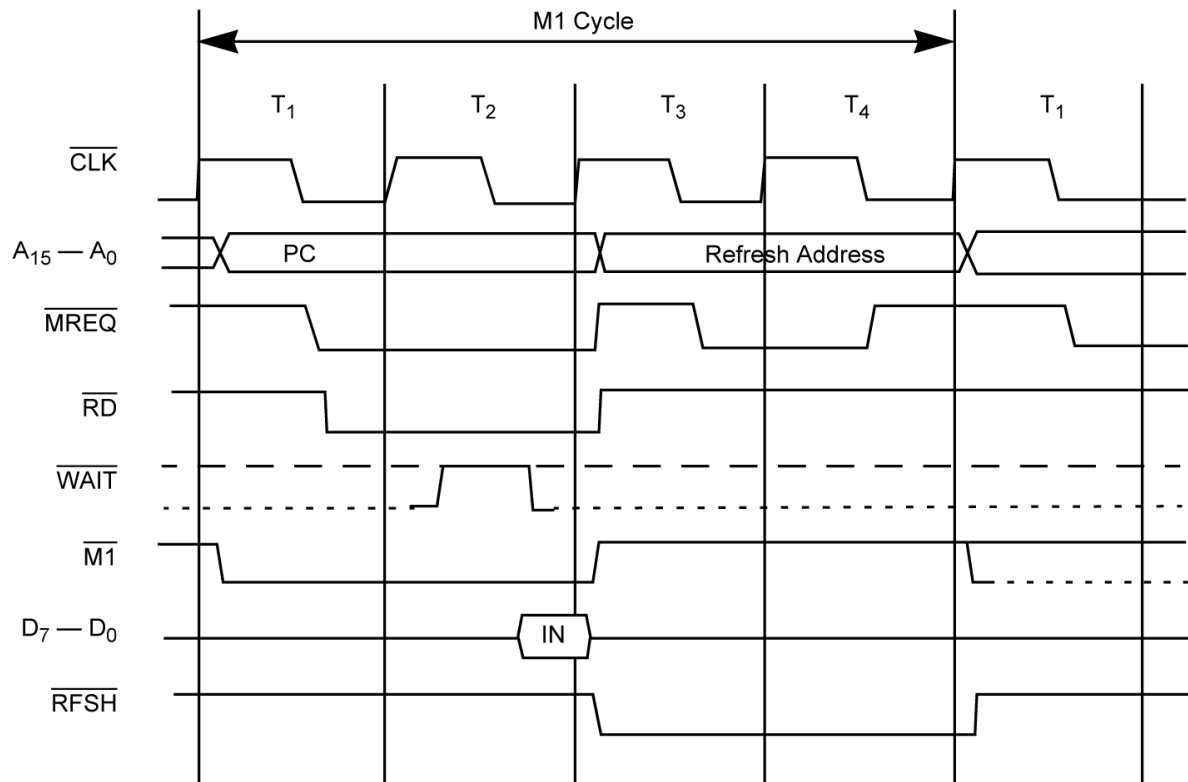 M1 Cycle
T1 T2 T3 T4 T1
CLK
A15 — A0 PC Refresh Address
MREQ
RD
WAIT
M1
D7 — D0 IN
RFSH